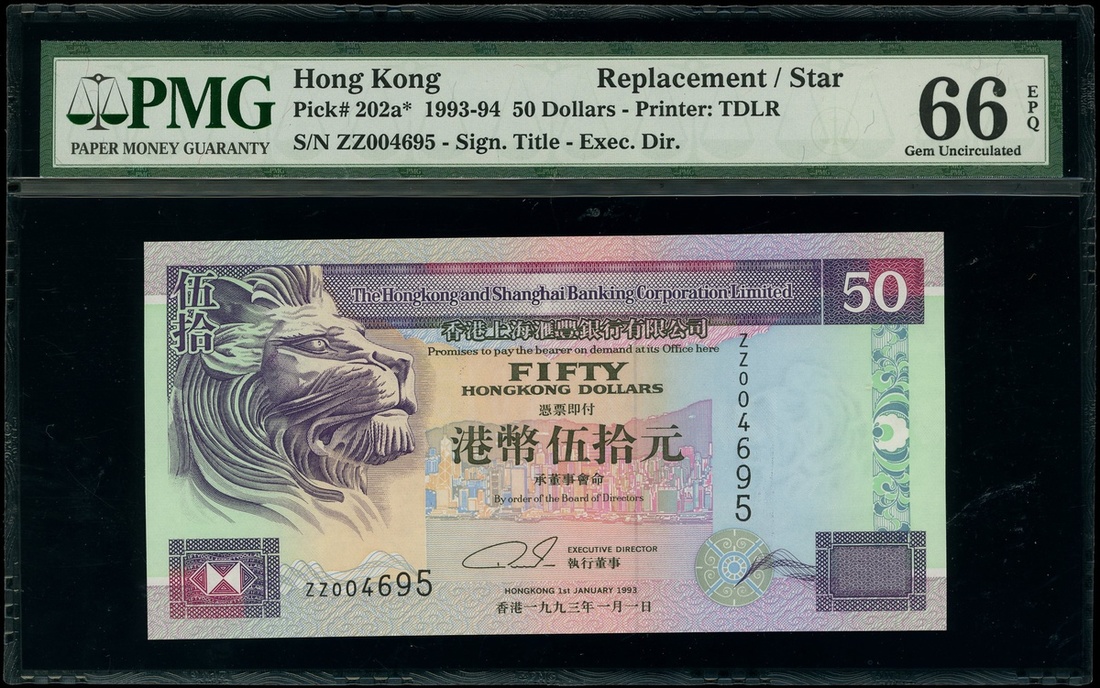 PMG
PAPER MONEY GUARANTY
Hong Kong Replacement / Star
Pick# 202a* 1993-94 50 Dollars - Printer: TDLR
S/N ZZ004695 - Sign. Title - Exec. Dir.
66 EPQ
Gem Uncirculated
伍拾
The Hongkong and Shanghai Banking Corporation Limited
50
香港上海滙豐銀行有限公司
Promises to pay the bearer on demand at its Office here
FIFTY
HONGKONG DOLLARS
憑票即付
港幣伍拾元
承董事會命
By order of the Board of Directors
ZZ004695
EXECUTIVE DIRECTOR
執行董事
ZZ004695
HONGKONG 1st JANUARY 1993
香港一九九三年一月一日